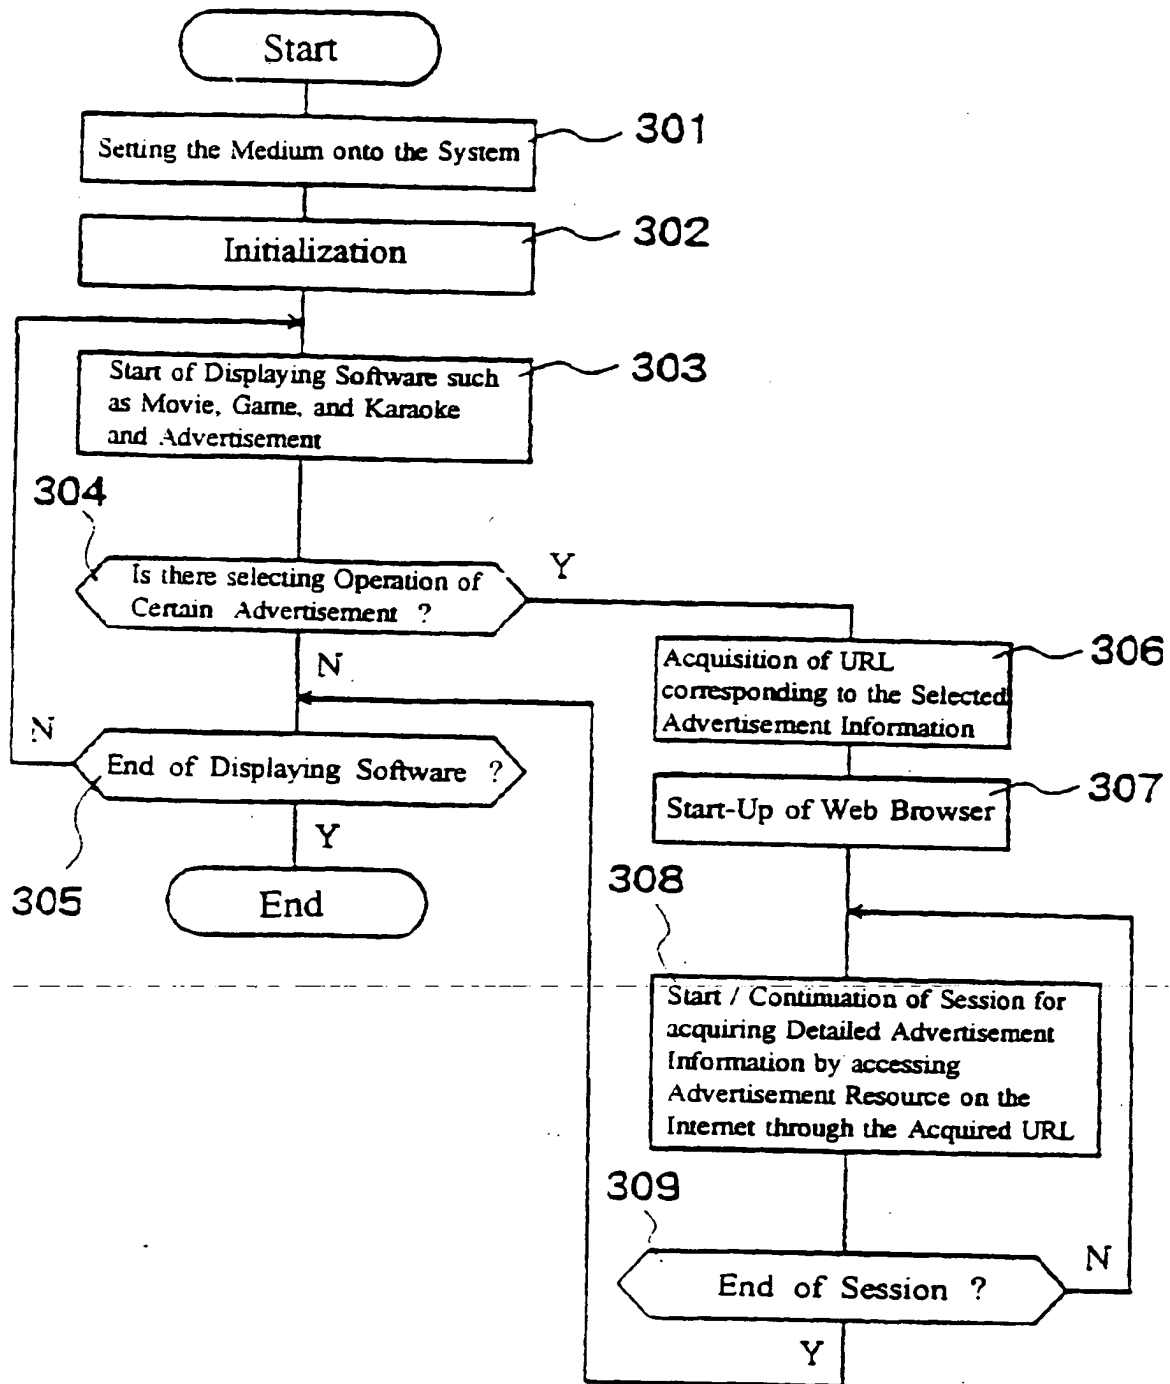 Start
Setting the Medium onto the System
301
Initialization
302
Start of Displaying Software such
as Movie, Game, and Karaoke
and Advertisement
303
304
Is there selecting Operation of
Certain Advertisement ?
Y
N
306
Acquisition of URL
corresponding to the Selected
Advertisement Information
N
End of Displaying Software ?
305
Y
End
307
Start-Up of Web Browser
308
Start / Continuation of Session for
acquiring Detailed Advertisement
Information by accessing
Advertisement Resource on the
Internet through the Acquired URL
309
End of Session ?
N
Y